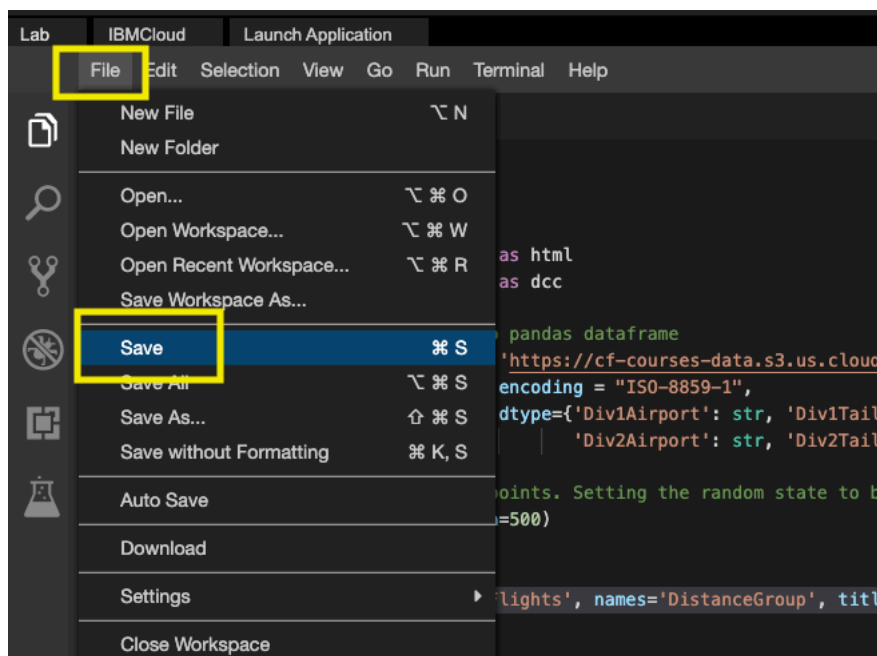 Lab IBMCloud Launch Application
File Edit Selection View Go Run Terminal Help
New File ⌥ N
New Folder
Open... ⌥ ⌘ O
Open Workspace... ⌥ ⌘ W
Open Recent Workspace... ⌥ ⌘ R
Save Workspace As...
Save ⌘ S
Save All ⌥ ⌘ S
Save As... ⇧ ⌘ S
Save without Formatting ⌘ K, S
Auto Save
Download
Settings
Close Workspace
as html
as dcc
pandas dataframe
'https://cf-courses-data.s3.us.cloud
encoding = "ISO-8859-1",
dtype={'Div1Airport': str, 'Div1Tail
'Div2Airport': str, 'Div2Tail
oints. Setting the random state to b
=500)
lights', names='DistanceGroup', titl